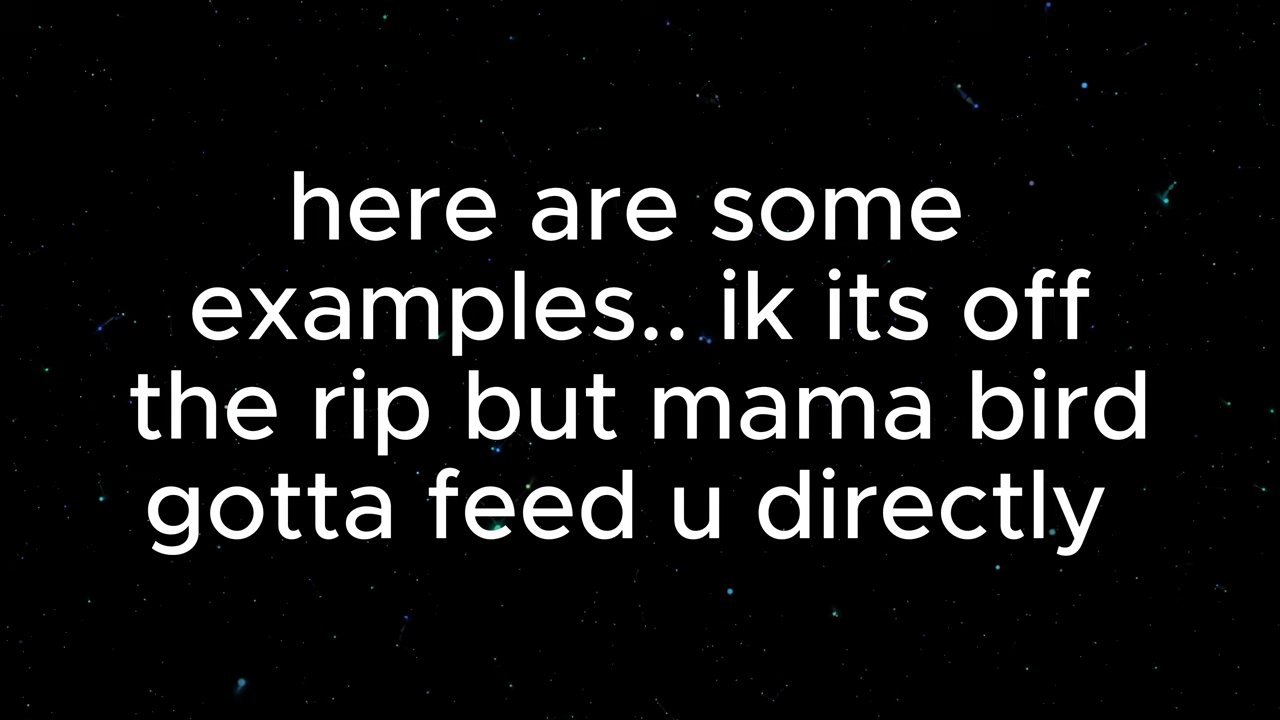 here are some
examples.. ik its off
the rip but mama bird
gotta feed u directly